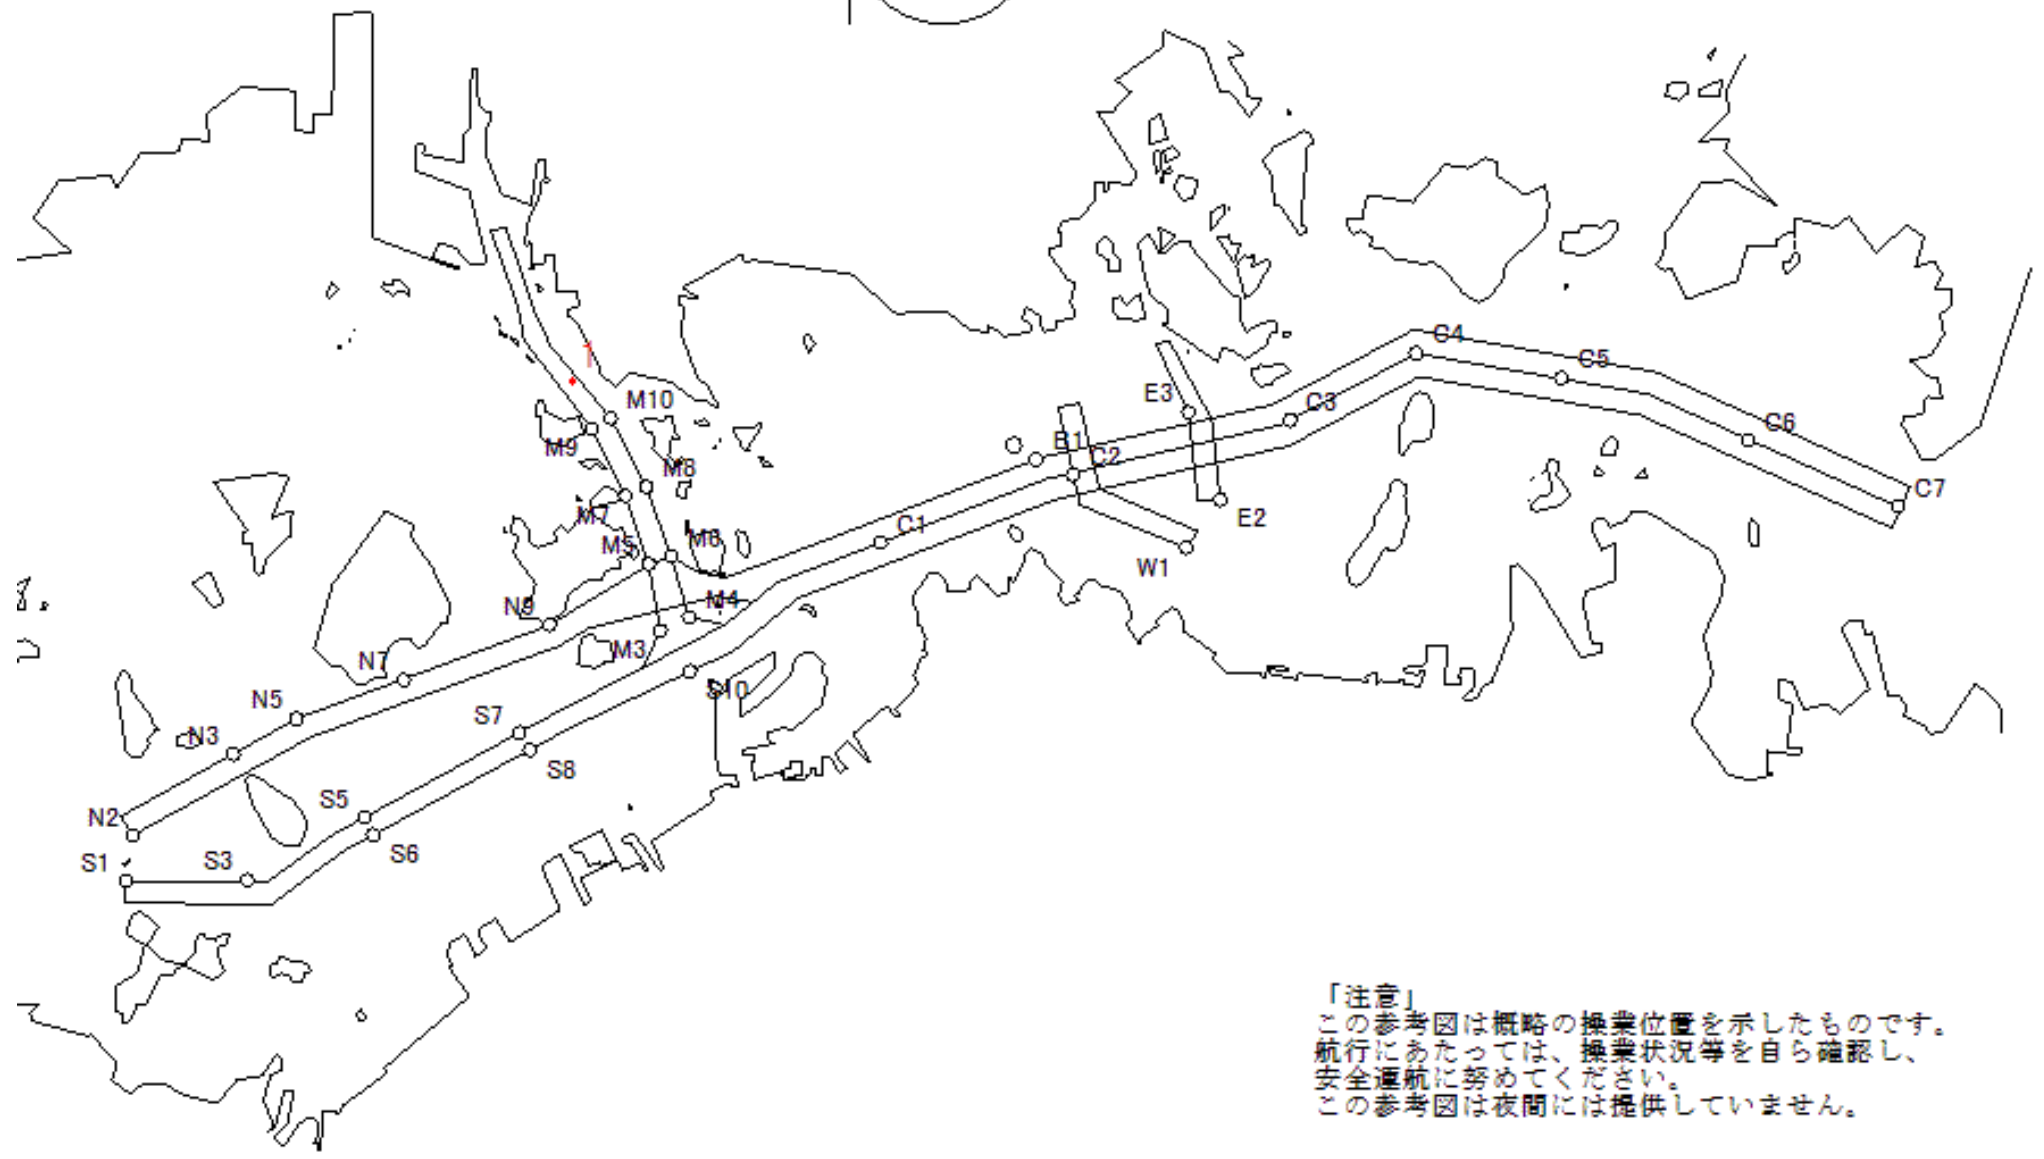 1
C4
C5
M10
E3
C3
C6
M9
B1
C2
M8
C7
M7
E2
C1
M5
M6
W1
N9
M4
M3
N7
S10
N5
S7
N3
S8
S5
N2
S6
S1
S3
「注意」
この参考図は概略の操業位置を示したものです。
航行にあたっては、操業状況等を自ら確認し、
安全運航に努めてください。
この参考図は夜間には提供していません。